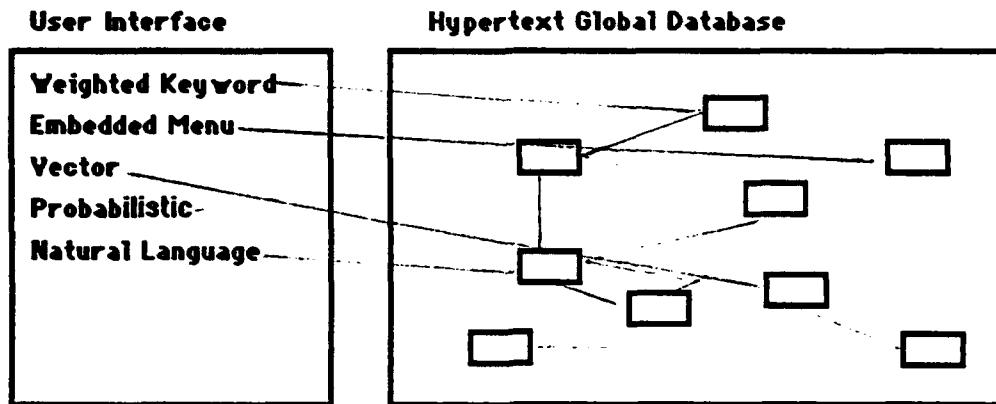 User Interface
Hypertext Global Database
Weighted Keyword
Embedded Menu
Vector
Probabilistic
Natural Language